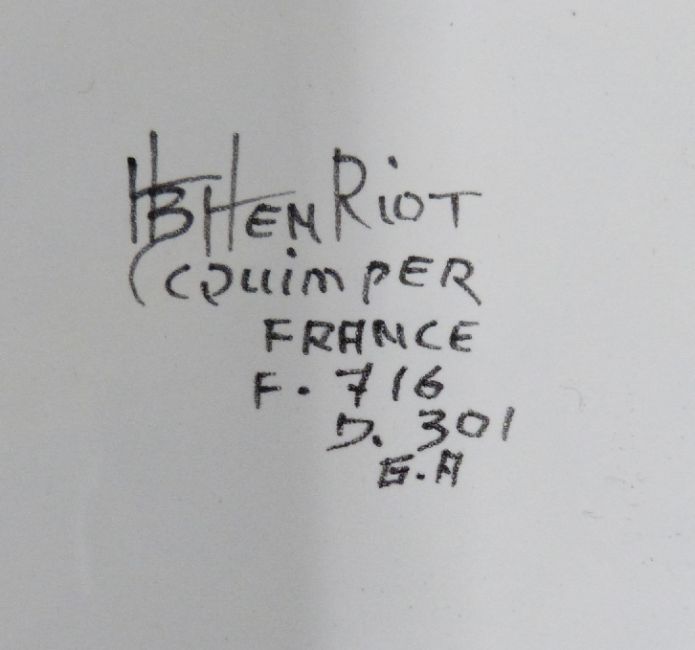 HB HENRIOT
QUIMPER
FRANCE
F. 716
D. 301
G.A